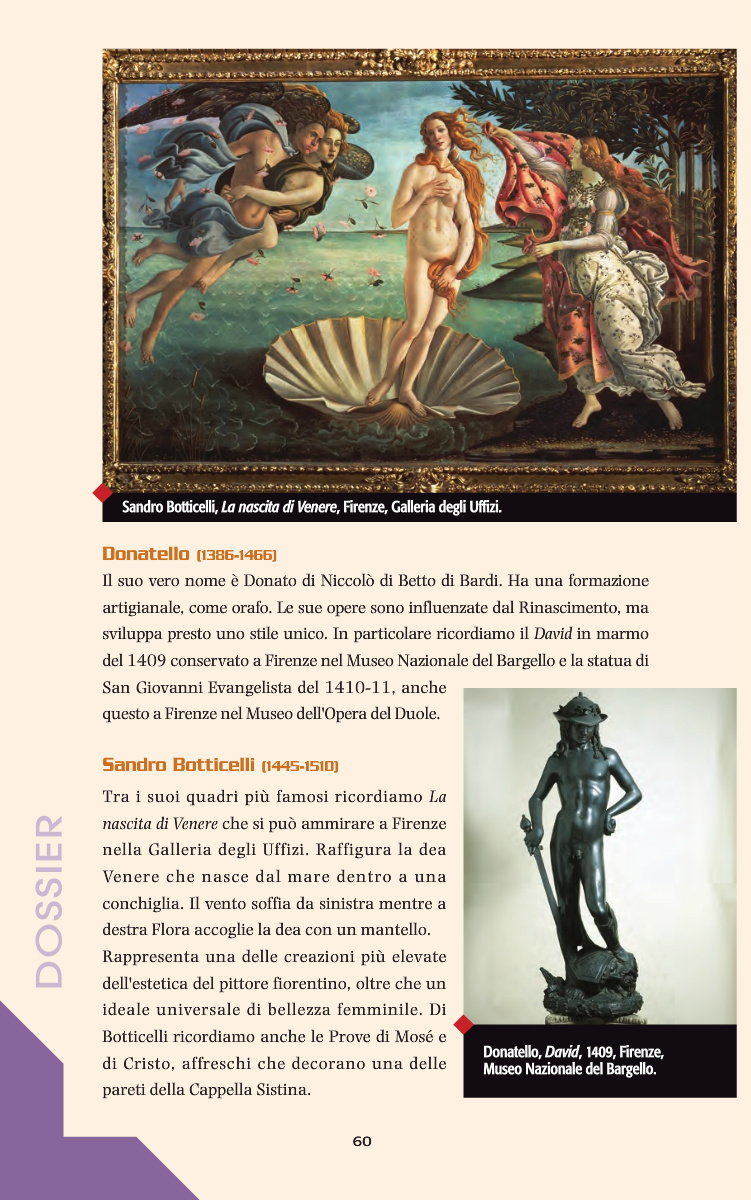 Sandro Botticelli, La nascita di Venere, Firenze, Galleria degli Uffizi.
Donatello (1386-1466)
Il suo vero nome è Donato di Niccolò di Betto di Bardi. Ha una formazione
artigianale, come orafo. Le sue opere sono influenzate dal Rinascimento, ma
sviluppa presto uno stile unico. In particolare ricordiamo il David in marmo
del 1409 conservato a Firenze nel Museo Nazionale del Bargello e la statua di
San Giovanni Evangelista del 1410-11, anche
questo a Firenze nel Museo dell'Opera del Duole.
Sandro Botticelli (1445-1510)
Tra i suoi quadri più famosi ricordiamo La
nascita di Venere che si può ammirare a Firenze
nella Galleria degli Uffizi. Raffigura la dea
Venere che nasce dal mare dentro a una
conchiglia. Il vento soffia da sinistra mentre a
destra Flora accoglie la dea con un mantello.
Rappresenta una delle creazioni più elevate
dell'estetica del pittore fiorentino, oltre che un
ideale universale di bellezza femminile. Di
Botticelli ricordiamo anche le Prove di Mosé e
di Cristo, affreschi che decorano una delle
pareti della Cappella Sistina.
Donatello, David, 1409, Firenze,
Museo Nazionale del Bargello.
DOSSIER
60